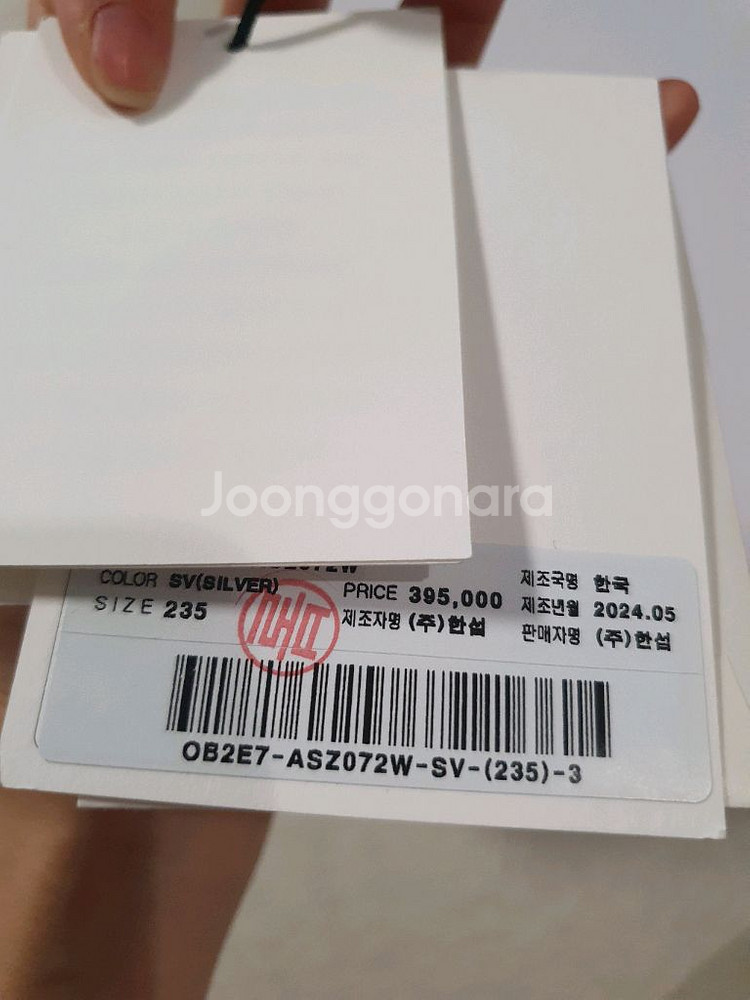 Joonggonara
COLOR SV(SILVER)
SIZE 235
PRICE 395,000
제조자명 (주)한섬
제조국명 한국
제조년월 2024.05
판매자명 (주)한섬
OB2E7-ASZ072W-SV-(235)-3